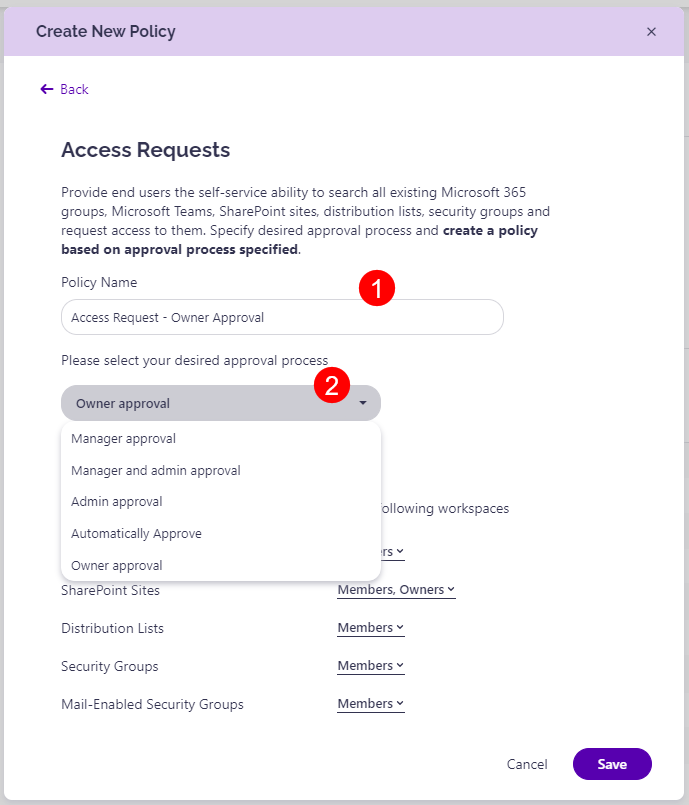 Create New Policy
×
← Back
Access Requests
Provide end users the self-service ability to search all existing Microsoft 365
groups, Microsoft Teams, SharePoint sites, distribution lists, security groups and
request access to them. Specify desired approval process and create a policy
based on approval process specified.
Policy Name
1
Access Request - Owner Approval
Please select your desired approval process
2
Owner approval
Manager approval
Manager and admin approval
Admin approval
following workspaces
Automatically Approve
Owner approval
SharePoint Sites Members, Owners
Distribution Lists Members
Security Groups Members
Mail-Enabled Security Groups Members
Cancel Save